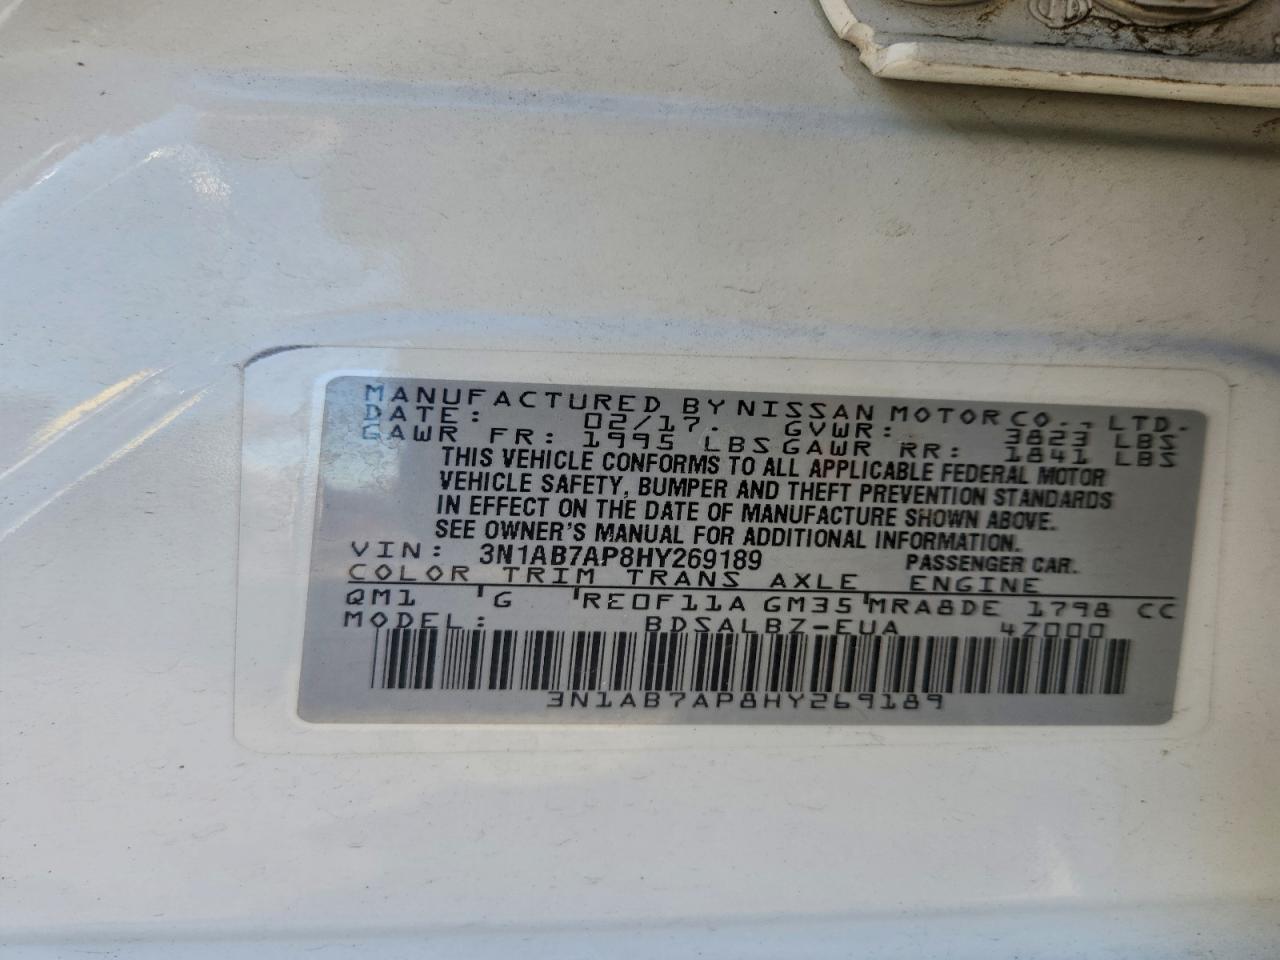 MANUFACTURED BY NISSAN MOTOR CO., LTD.
DATE: 02/17. GVWR: 3823 LBS
GAWR FR: 1995 LBS GAWR RR: 1841 LBS
THIS VEHICLE CONFORMS TO ALL APPLICABLE FEDERAL MOTOR
VEHICLE SAFETY, BUMPER AND THEFT PREVENTION STANDARDS
IN EFFECT ON THE DATE OF MANUFACTURE SHOWN ABOVE.
SEE OWNER'S MANUAL FOR ADDITIONAL INFORMATION.
VIN: 3N1AB7AP8HY269189 PASSENGER CAR.
COLOR TRIM TRANS AXLE ENGINE
QM1 G RE0F11A GM35 MRA8DE 1798 CC
MODEL: BDSALBZ-EUA 4Z000
3N1AB7AP8HY269189